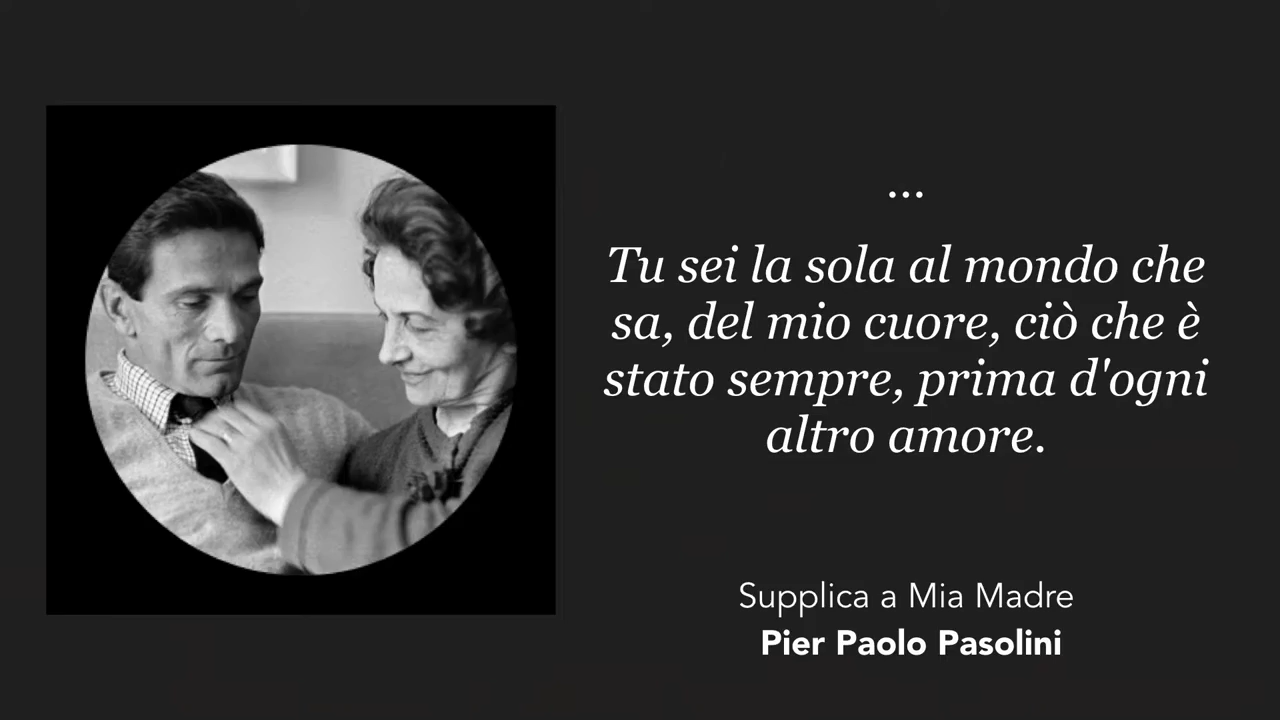 ...
Tu sei la sola al mondo che
sa, del mio cuore, ciò che è
stato sempre, prima d'ogni
altro amore.
Supplica a Mia Madre
Pier Paolo Pasolini